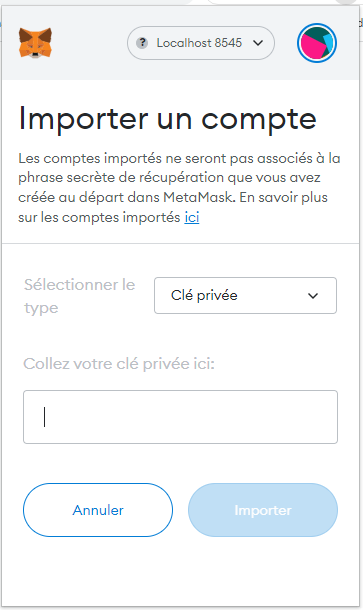 ? Localhost 8545
Importer un compte
Les comptes importés ne seront pas associés à la
phrase secrète de récupération que vous avez
créée au départ dans MetaMask. En savoir plus
sur les comptes importés ici
Sélectionner le
type
Clé privée
Collez votre clé privée ici:
Annuler
Importer